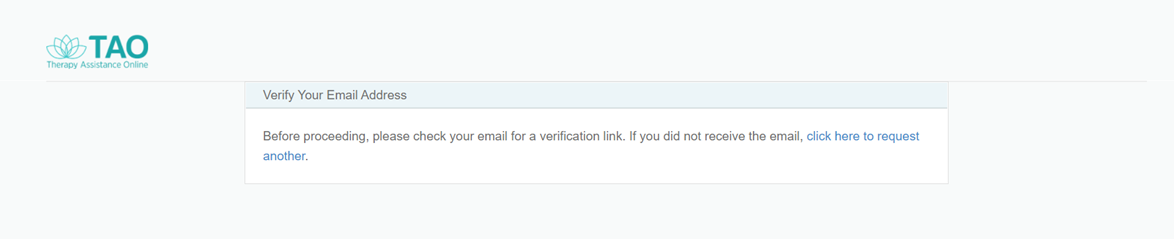 TAO
Therapy Assistance Online
Verify Your Email Address
Before proceeding, please check your email for a verification link. If you did not receive the email, click here to request
another.